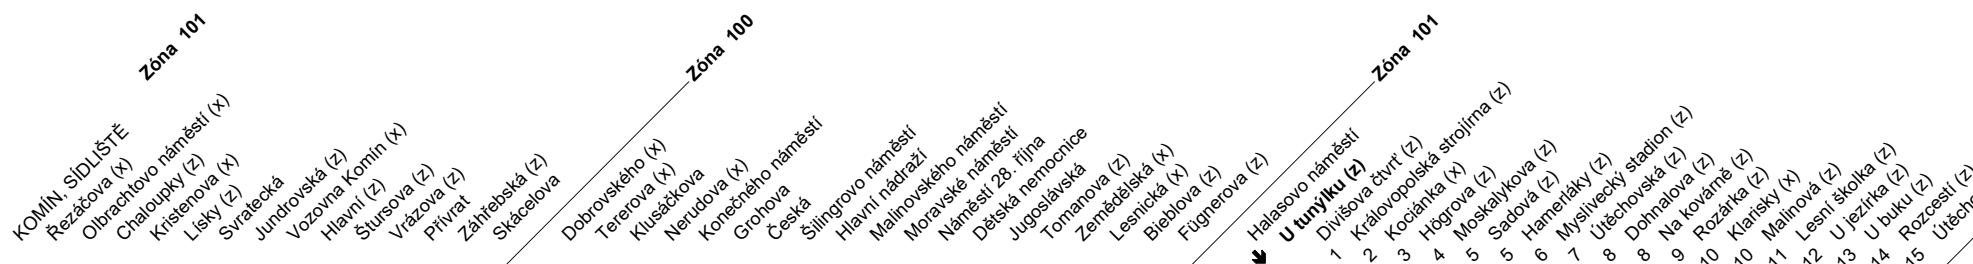 Zóna 101
KOMÍN, SÍDLIŠTĚ
Řezáčova (x)
Olbrachtovo náměstí (x)
Chaloupky (z)
Kristenova (x)
Lísky (z)
Svratecká
Jundrovská (z)
Vozovna Komín (x)
Hlavní (z)
Štursova (z)
Vrázova (z)
Přívrat
Záhřebská (z)
Skácelova
Zóna 100
Dobrovského (x)
Tererova (x)
Klusáčkova
Nerudova (x)
Konečného náměstí
Grohova
Česká
Šilingrovo náměstí
Hlavní nádraží
Malinovského náměstí
Moravské náměstí
Náměstí 28. října
Dětská nemocnice
Jugoslávská
Tomanova (z)
Zemědělská (x)
Lesnická (x)
Bieblova (z)
Fügnerova (z)
Zóna 101
Halasovo náměstí
U tunýlku (z)
Divišova čtvrť (z)
1 Královopolská strojírna (z)
2 Kociánka (x)
3 Högrova (z)
4 Moskalykova (z)
5 Sadová (z)
5 Hamerláky (z)
6 Myslivecký stadion (z)
7 Útěchovská (z)
8 Dohnalova (z)
8 Na kovárně (z)
9 Rozárka (z)
10 Klarisky (x)
10 Malinová (z)
11 Lesní školka (z)
12 U jezírka (z)
13 U buku (z)
14 Rozcestí (z)
15